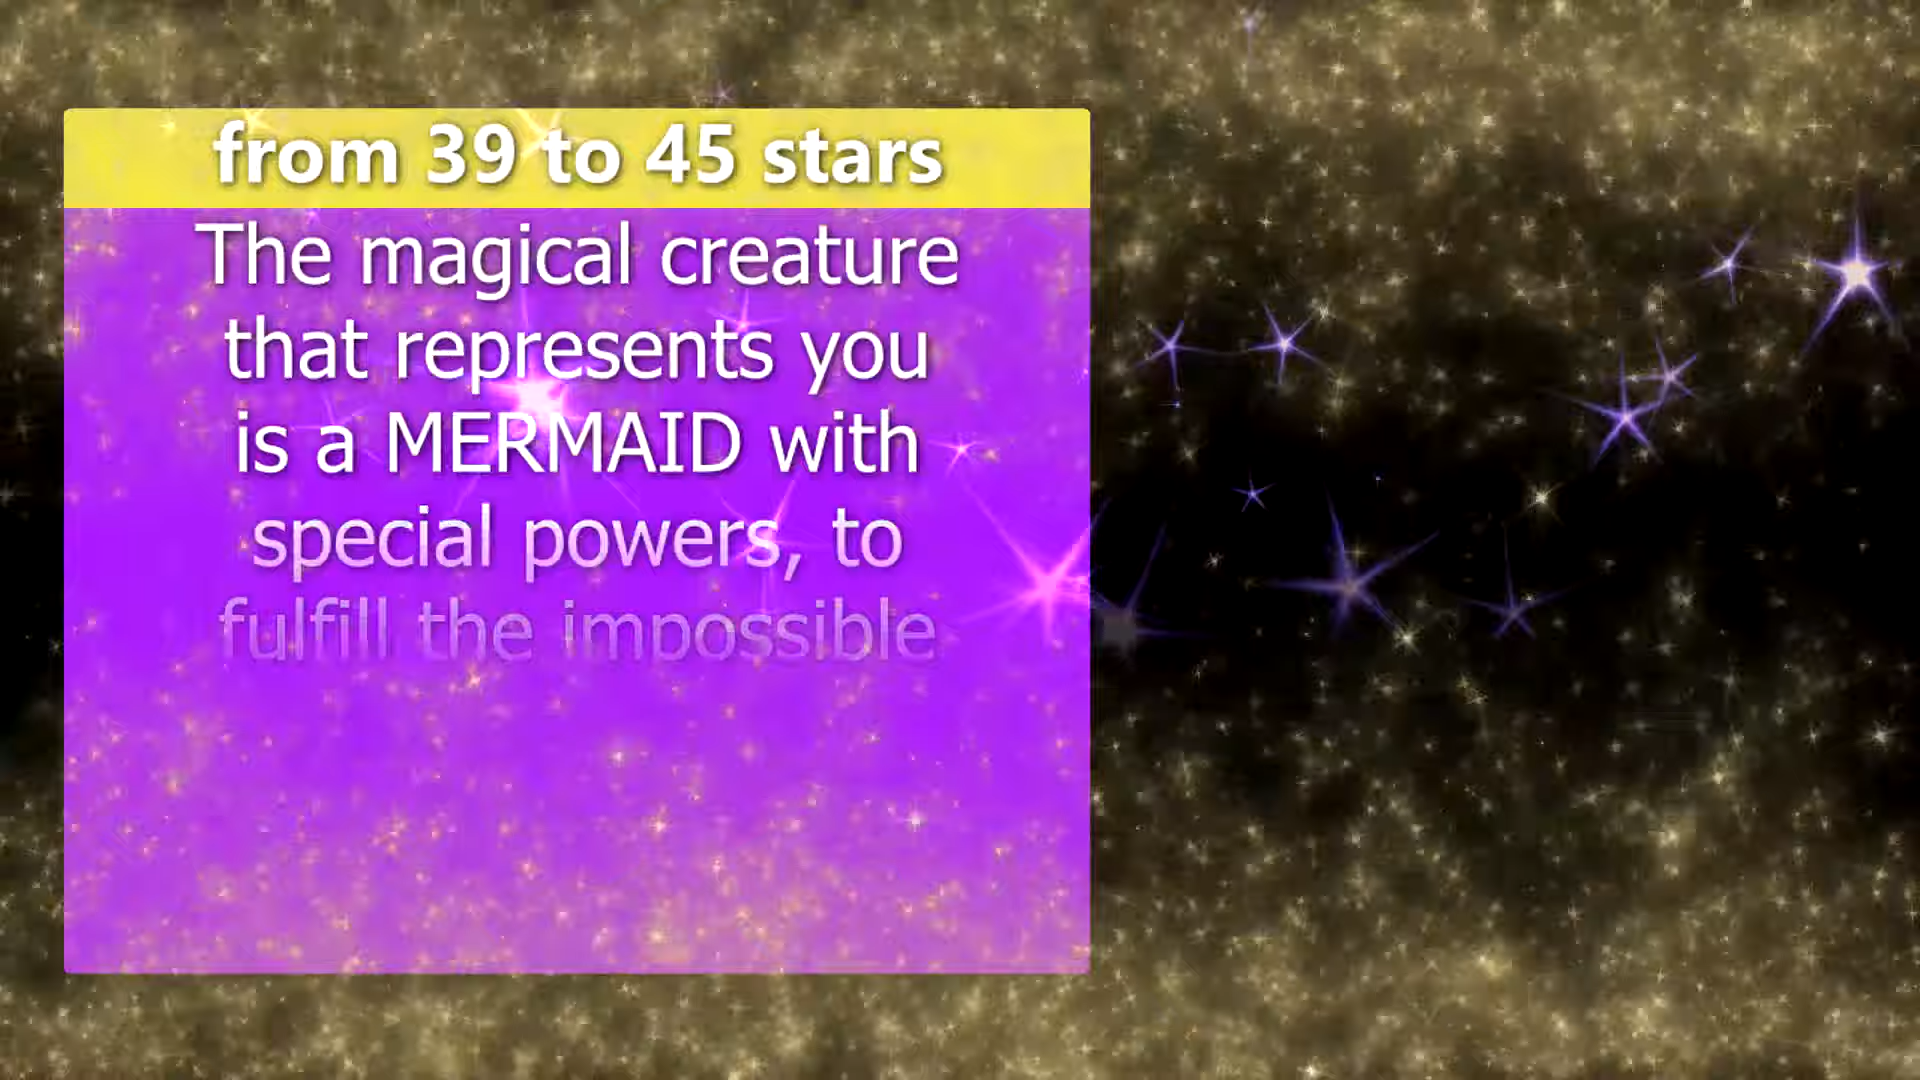 from 39 to 45 stars
The magical creature
that represents you
is a MERMAID with
special powers, to
fulfill the impossible